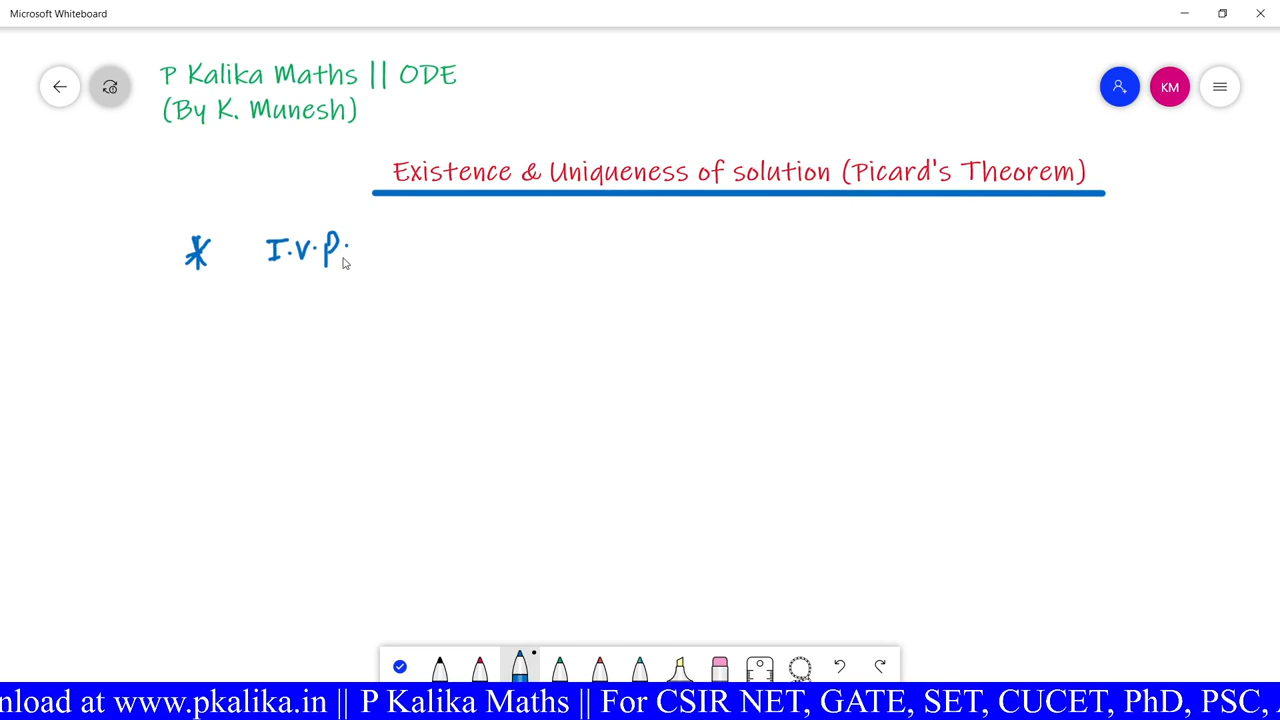 Microsoft Whiteboard
P Kalika Maths || ODE
(By K. Munesh)
KM
Existence & Uniqueness of solution (Picard's Theorem)
* I.V.P.
nload at www.pkalika.in || P Kalika Maths || For CSIR NET, GATE, SET, CUCET, PhD, PSC,